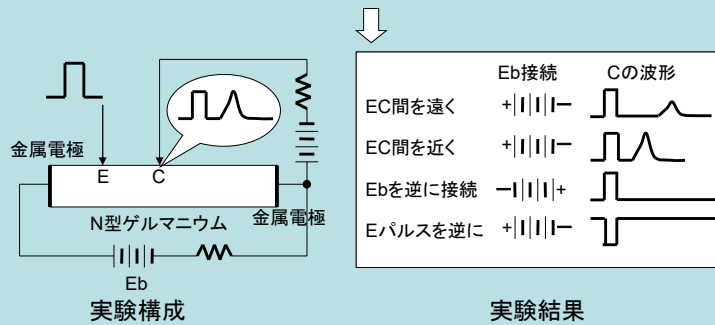 金属電極
E
C
N型ゲルマニウム
金属電極
Eb
実験構成
Eb接続
Cの波形
EC間を遠く
+
−
EC間を近く
+
−
Ebを逆に接続
−
+
Eパルスを逆に
+
−
実験結果